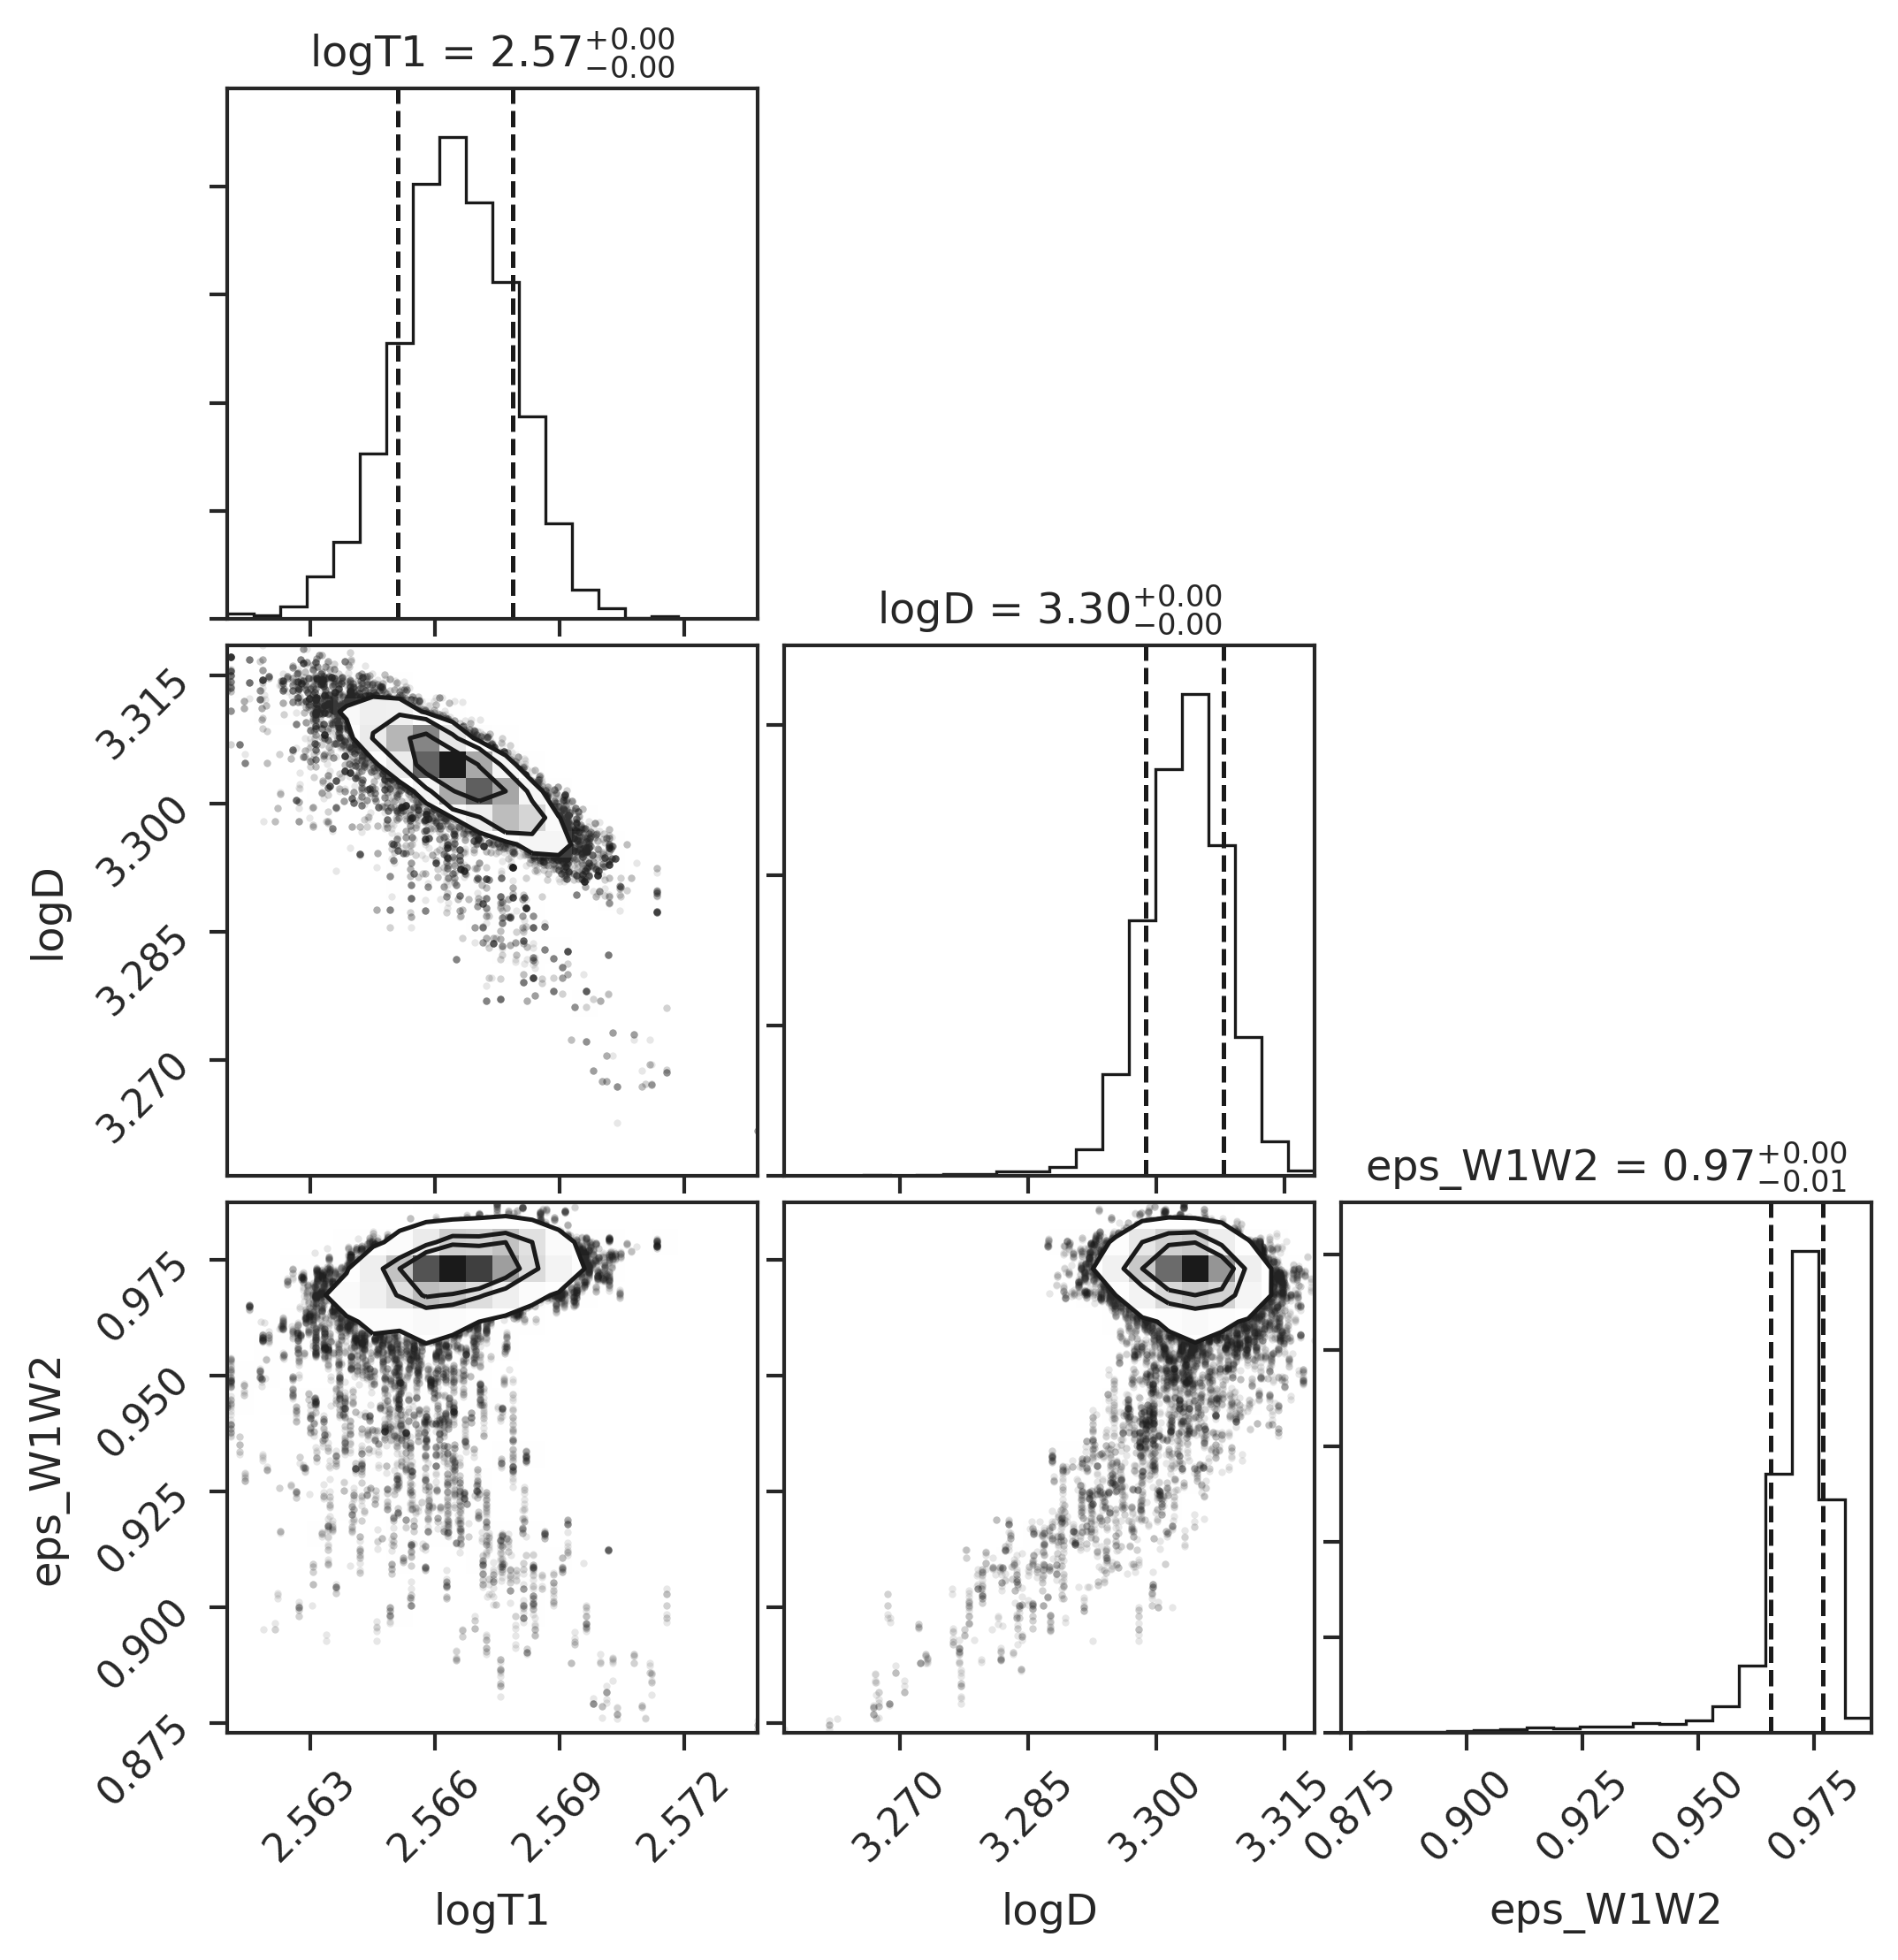 logT1 = 2.57 +0.00 −0.00
logD = 3.30 +0.00 −0.00
3.315
3.300
3.285
3.270
logD
eps_W1W2 = 0.97 +0.00 −0.01
0.975
0.950
0.925
0.900
0.875
eps_W1W2
2.563 2.566 2.569 2.572
3.270 3.285 3.300 3.315
0.875 0.900 0.925 0.950 0.975
logT1 logD eps_W1W2